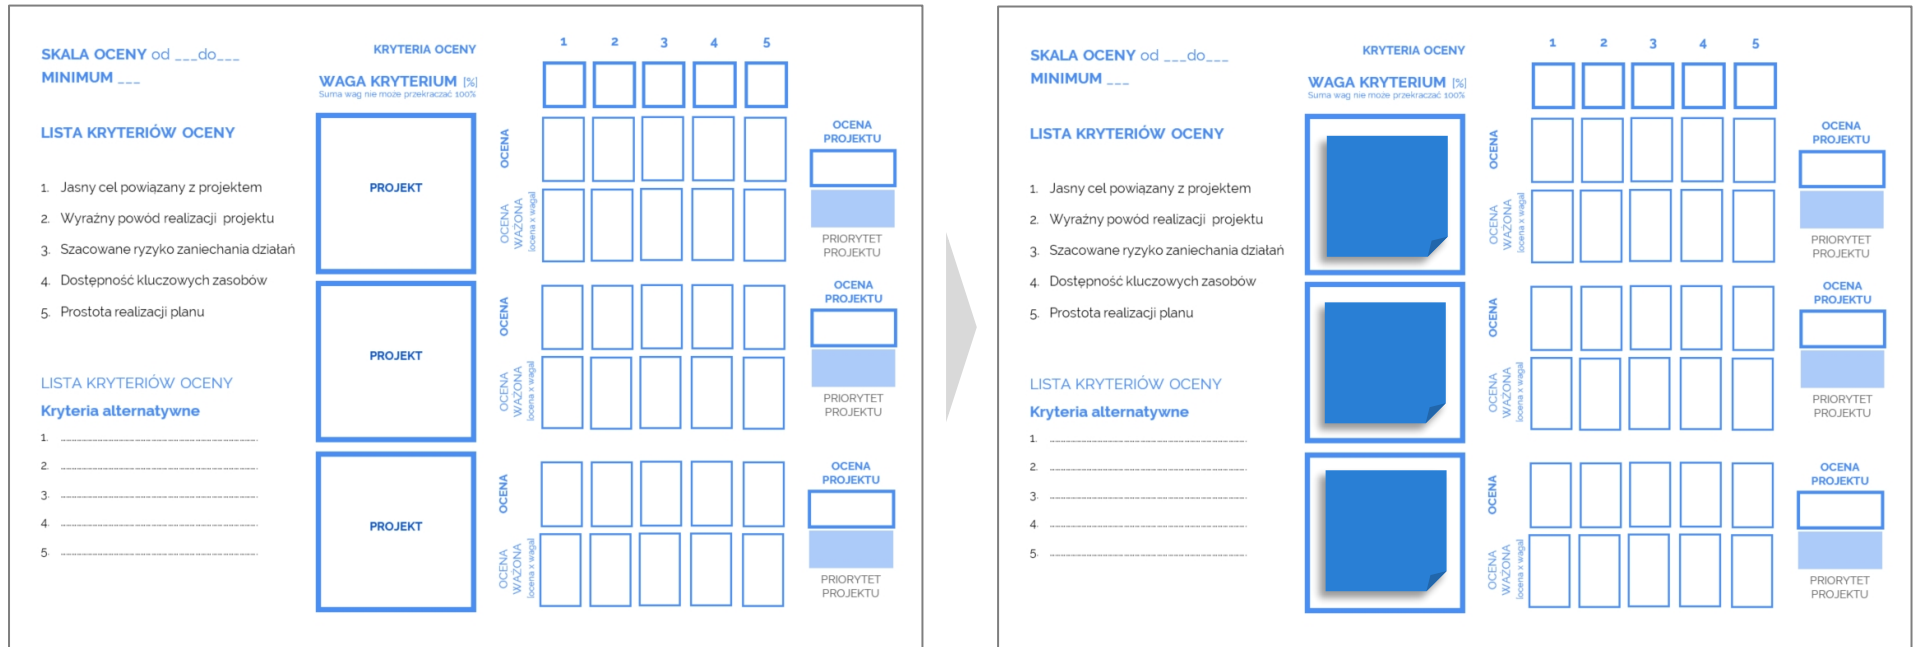 SKALA OCENY od ___do___
MINIMUM ___
KRYTERIA OCENY
1 2 3 4 5
WAGA KRYTERIUM [%]
Suma wag nie może przekraczać 100%
LISTA KRYTERIÓW OCENY
1. Jasny cel powiązany z projektem
2. Wyraźny powód realizacji projektu
3. Szacowane ryzyko zaniechania działań
4. Dostępność kluczowych zasobów
5. Prostota realizacji planu
LISTA KRYTERIÓW OCENY
Kryteria alternatywne
1. ........................................
2. ........................................
3. ........................................
4. ........................................
5. ........................................
PROJEKT
OCENA
OCENA
WAŻONA
(ocena x waga)
OCENA
PROJEKTU
PRIORYTET
PROJEKTU
PROJEKT
OCENA
OCENA
WAŻONA
(ocena x waga)
OCENA
PROJEKTU
PRIORYTET
PROJEKTU
PROJEKT
OCENA
OCENA
WAŻONA
(ocena x waga)
OCENA
PROJEKTU
PRIORYTET
PROJEKTU
SKALA OCENY od ___do___
MINIMUM ___
KRYTERIA OCENY
1 2 3 4 5
WAGA KRYTERIUM [%]
Suma wag nie może przekraczać 100%
LISTA KRYTERIÓW OCENY
1. Jasny cel powiązany z projektem
2. Wyraźny powód realizacji projektu
3. Szacowane ryzyko zaniechania działań
4. Dostępność kluczowych zasobów
5. Prostota realizacji planu
LISTA KRYTERIÓW OCENY
Kryteria alternatywne
1. ........................................
2. ........................................
3. ........................................
4. ........................................
5. ........................................
OCENA
OCENA
WAŻONA
(ocena x waga)
OCENA
PROJEKTU
PRIORYTET
PROJEKTU
OCENA
OCENA
WAŻONA
(ocena x waga)
OCENA
PROJEKTU
PRIORYTET
PROJEKTU
OCENA
OCENA
WAŻONA
(ocena x waga)
OCENA
PROJEKTU
PRIORYTET
PROJEKTU